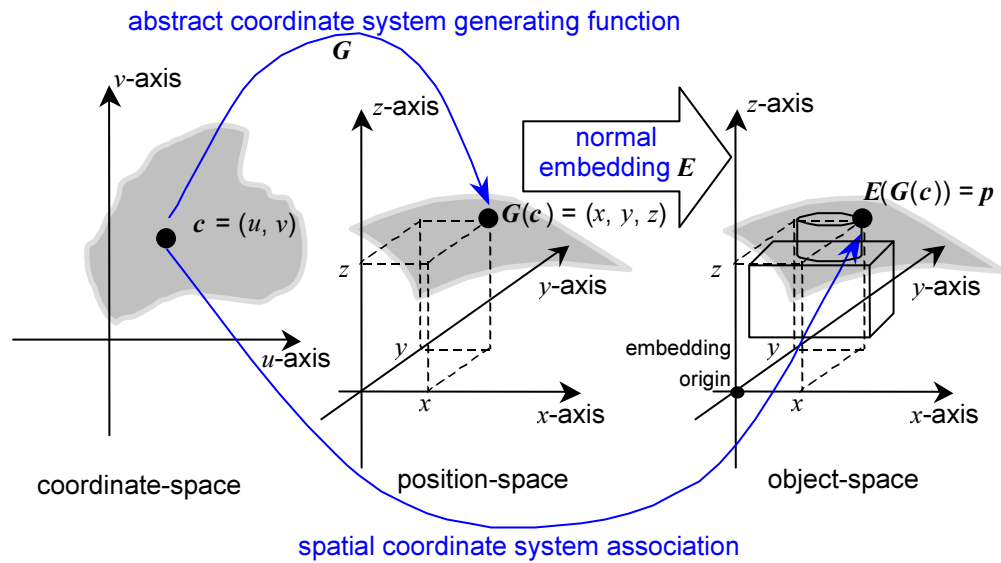 abstract coordinate system generating function
G
v-axis
z-axis
z-axis
normal
embedding E
E(G(c)) = p
c = (u, v)
G(c) = (x, y, z)
z
z
y-axis
y-axis
u-axis
y
embedding
y
origin
x
x
x-axis
x-axis
coordinate-space
position-space
object-space
spatial coordinate system association